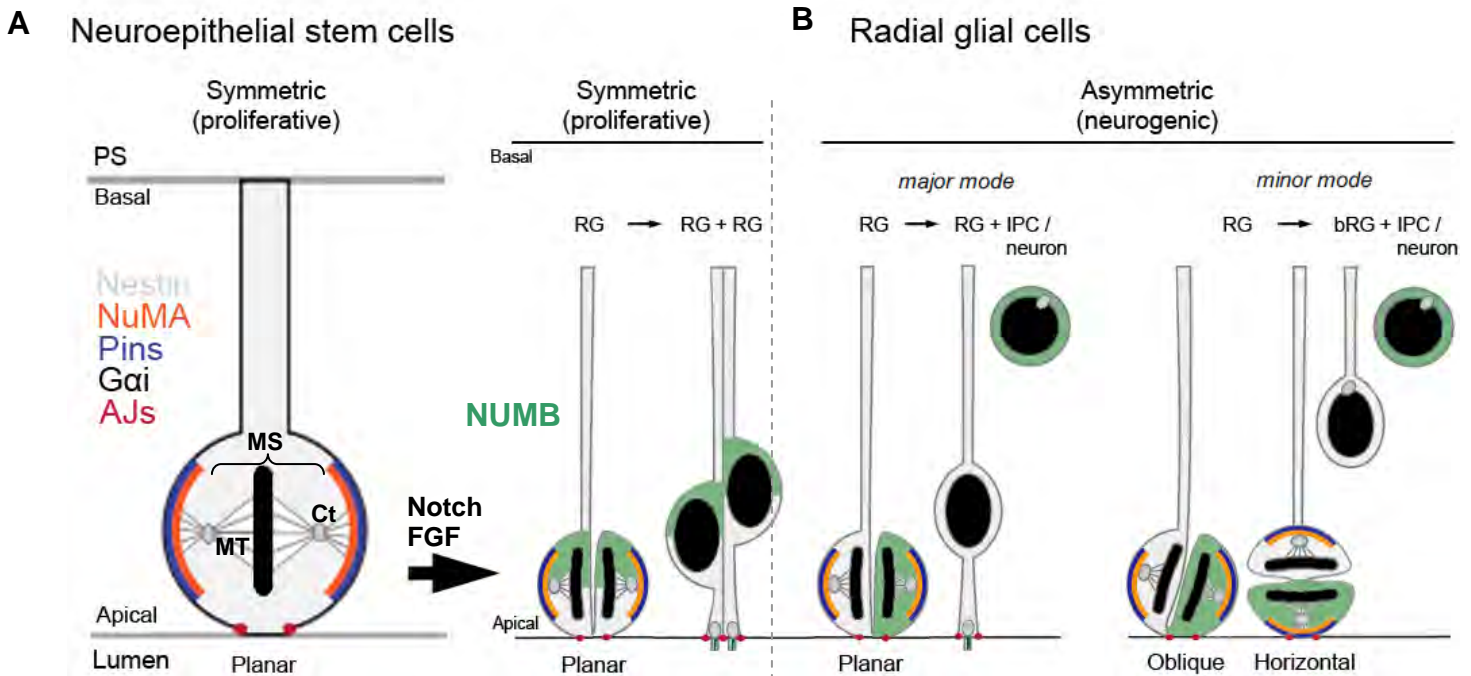 A
Neuroepithelial stem cells
Symmetric
(proliferative)
PS
Basal
Nestin
NuMA
Pins
Gαi
AJs
MS
Ct
MT
Apical
Lumen
Planar
Notch
FGF
Symmetric
(proliferative)
Basal
RG → RG + RG
NUMB
Apical
Planar
B
Radial glial cells
Asymmetric
(neurogenic)
major mode
RG → RG + IPC /
neuron
Planar
minor mode
RG → bRG + IPC /
neuron
Oblique
Horizontal